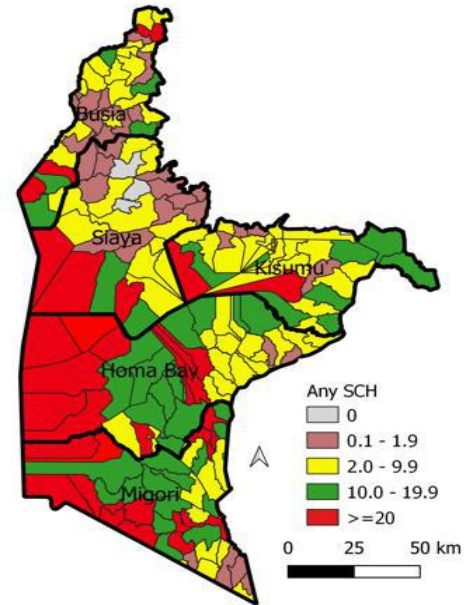 Busia
Siaya
Kisumu
Homa Bay
Migori
Any SCH
0
0.1 - 1.9
2.0 - 9.9
10.0 - 19.9
>=20
0 25 50 km